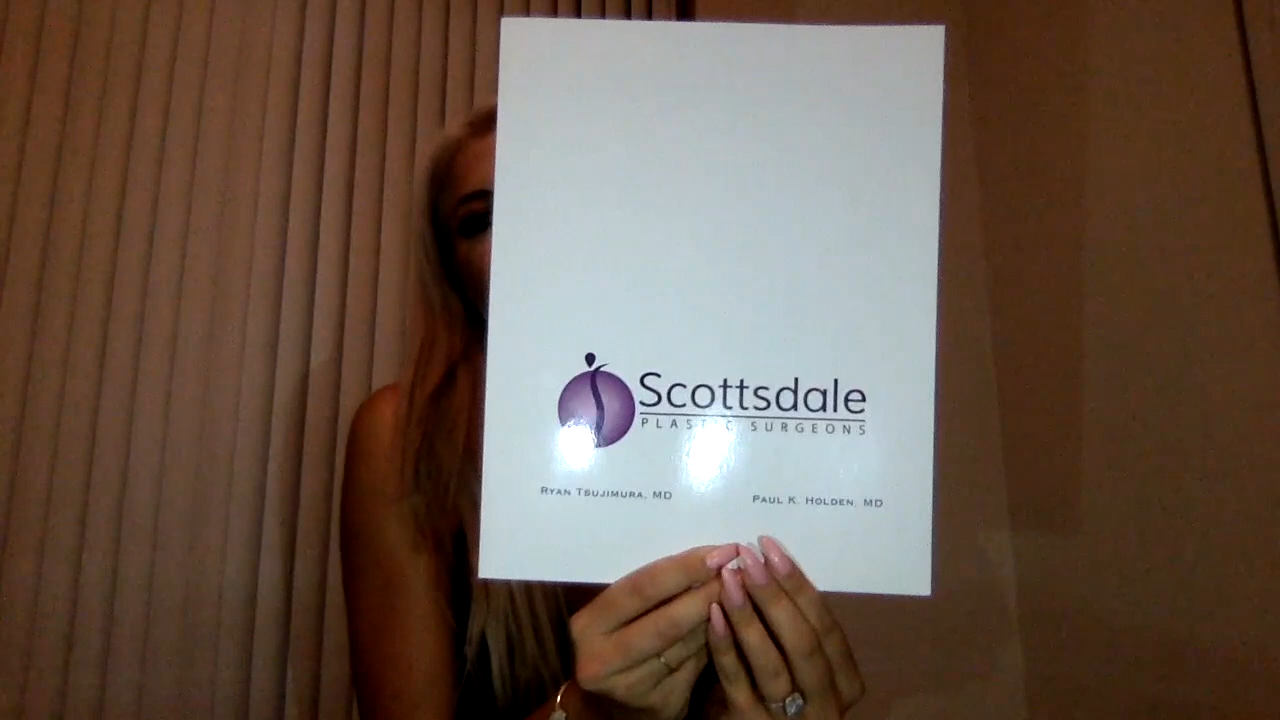 Scottsdale
PLASTIC SURGEONS
RYAN TSUJIMURA, MD
PAUL K. HOLDEN, MD